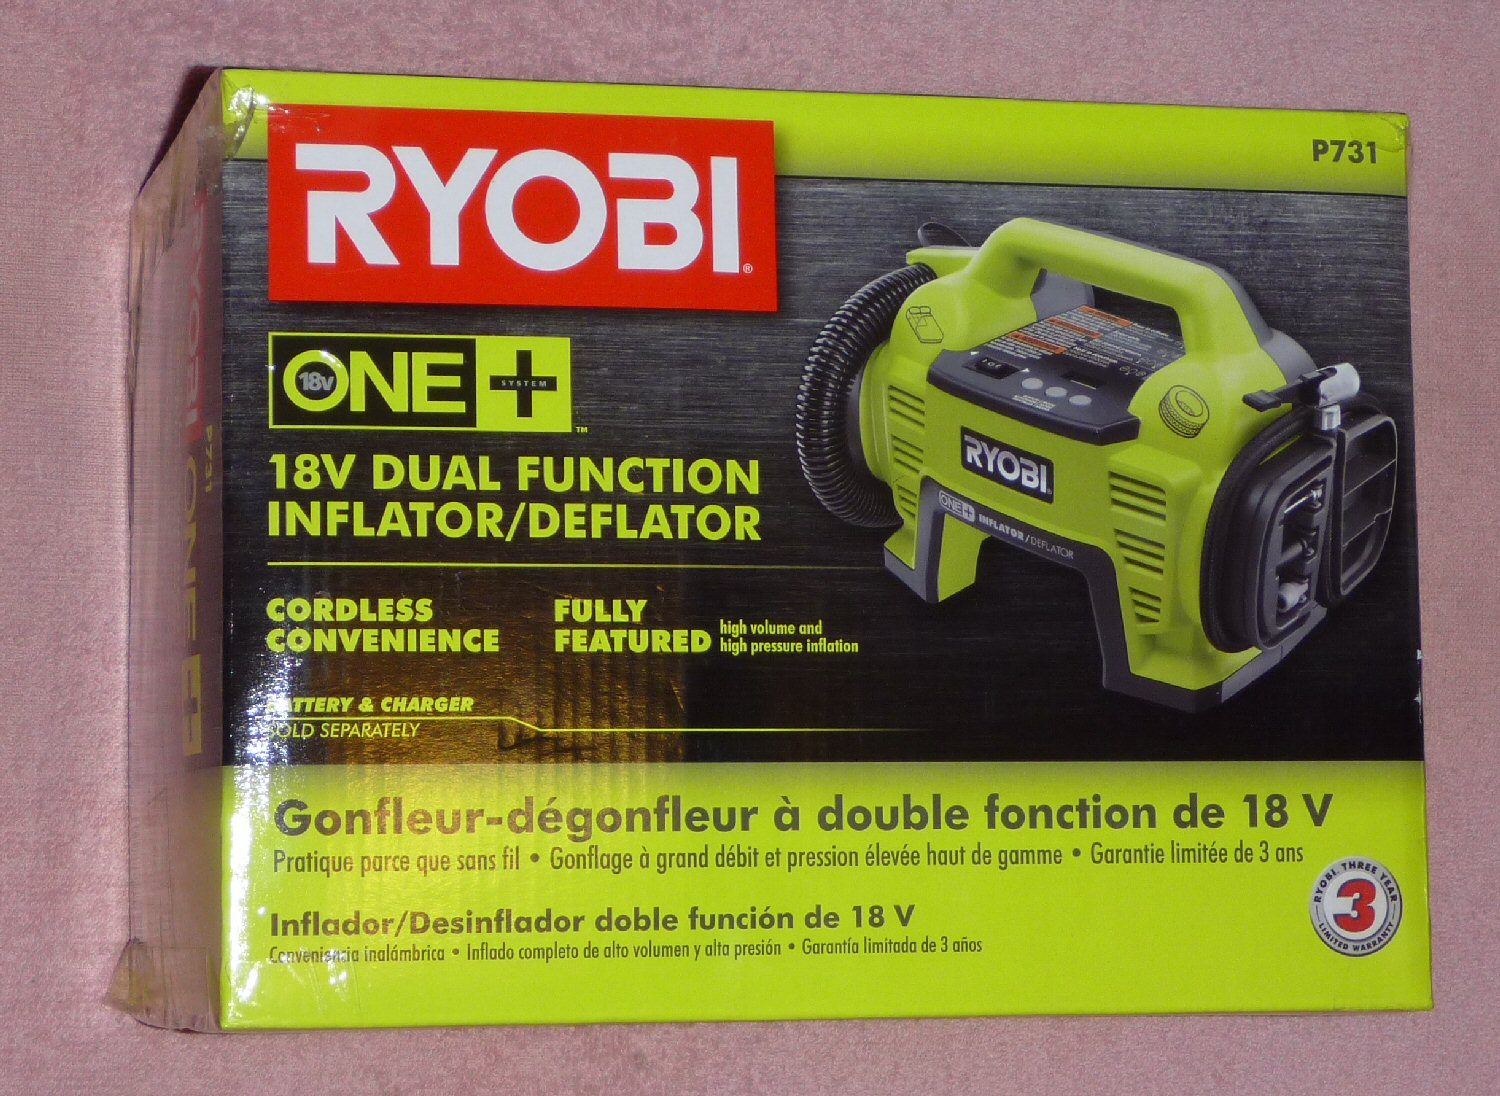 P731
RYOBI®
18V ONE+ SYSTEM™
18V DUAL FUNCTION
INFLATOR/DEFLATOR
CORDLESS
CONVENIENCE
FULLY
FEATURED
high volume and
high pressure inflation
BATTERY & CHARGER
SOLD SEPARATELY
RYOBI
ONE+ INFLATOR/DEFLATOR
Gonfleur-dégonfleur à double fonction de 18 V
Pratique parce que sans fil • Gonflage à grand débit et pression élevée haut de gamme • Garantie limitée de 3 ans
Inflador/Desinflador doble función de 18 V
Conveniencia inalámbrica • Inflado completo de alto volumen y alta presión • Garantía limitada de 3 años
RYOBI THREE YEAR
3
LIMITED WARRANTY
RYOBI
P731
ONE+